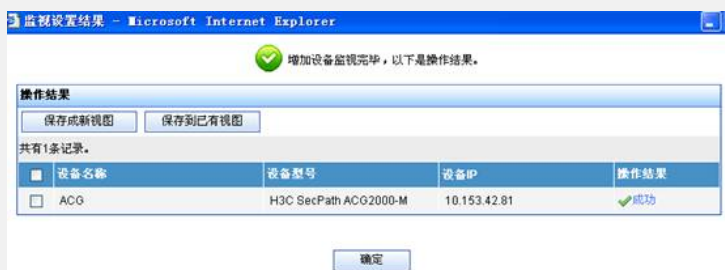 监视设置结果 - Microsoft Internet Explorer
增加设备监视完毕，以下是操作结果。
操作结果
保存成新视图 保存到已有视图
共有1条记录。
设备名称 设备型号 设备IP 操作结果
ACG H3C SecPath ACG2000-M 10.153.42.81 成功
确定